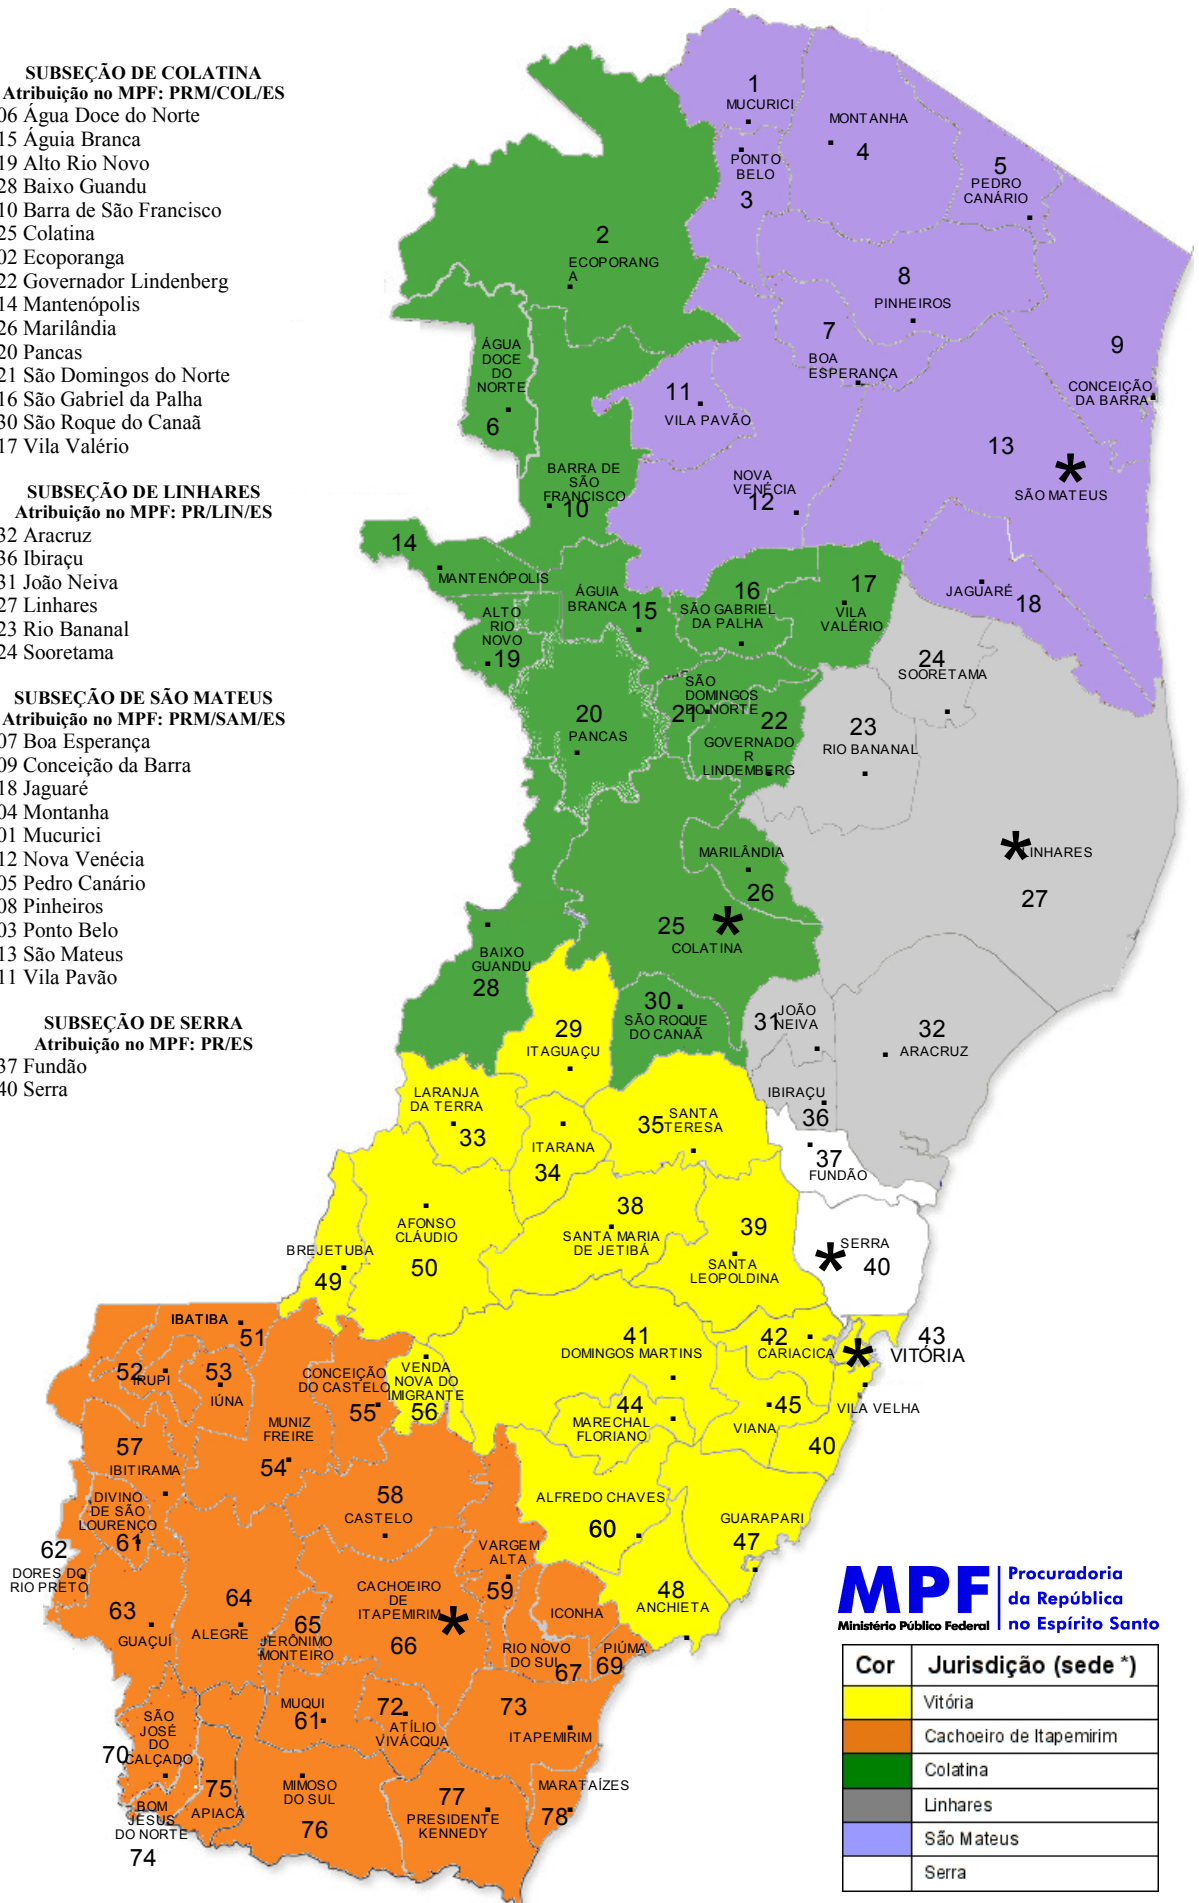 SUBSEÇÃO DE COLATINA
Atribuição no MPF: PRM/COL/ES
06 Água Doce do Norte
15 Águia Branca
19 Alto Rio Novo
28 Baixo Guandu
10 Barra de São Francisco
25 Colatina
02 Ecoporanga
22 Governador Lindenberg
14 Mantenópolis
26 Marilândia
20 Pancas
21 São Domingos do Norte
16 São Gabriel da Palha
30 São Roque do Canaã
17 Vila Valério
SUBSEÇÃO DE LINHARES
Atribuição no MPF: PR/LIN/ES
32 Aracruz
36 Ibiraçu
31 João Neiva
27 Linhares
23 Rio Bananal
24 Sooretama
SUBSEÇÃO DE SÃO MATEUS
Atribuição no MPF: PRM/SAM/ES
07 Boa Esperança
09 Conceição da Barra
18 Jaguaré
04 Montanha
01 Mucurici
12 Nova Venécia
05 Pedro Canário
08 Pinheiros
03 Ponto Belo
13 São Mateus
11 Vila Pavão
SUBSEÇÃO DE SERRA
Atribuição no MPF: PR/ES
37 Fundão
40 Serra
1
MUCURICI
MONTANHA
4
PONTO
BELO
3
5
PEDRO
CANÁRIO
2
ECOPORANG
A
8
PINHEIROS
7
BOA
ESPERANÇA
9
CONCEIÇÃO
DA BARRA
ÁGUA
DOCE
DO
NORTE
6
11
VILA PAVÃO
13
*
SÃO MATEUS
BARRA DE
SÃO
FRANCISCO
10
NOVA
VENÉCIA
12
14
MANTENÓPOLIS
ÁGUIA
BRANCA
15
16
SÃO GABRIEL
DA PALHA
17
VILA
VALÉRIO
JAGUARÉ
18
ALTO
RIO
NOVO
19
24
SOORETAMA
20
PANCAS
SÃO
DOMINGOS
DO NORTE
21
22
GOVERNADO
R
LINDEMBERG
23
RIO BANANAL
MARILÂNDIA
26
*
LINHARES
27
25
*
COLATINA
BAIXO
GUANDU
28
29
ITAGUAÇU
30
SÃO ROQUE
DO CANAÃ
31
JOÃO
NEIVA
32
ARACRUZ
LARANJA
DA TERRA
33
ITARANA
34
35
SANTA
TERESA
IBIRAÇU
36
37
FUNDÃO
AFONSO
CLÁUDIO
50
38
SANTA MARIA
DE JETIBÁ
39
SANTA
LEOPOLDINA
SERRA
*
40
BREJETUBA
49
IBATIBA
51
41
DOMINGOS MARTINS
42
CARIACICA
*
43
VITÓRIA
52
IRUPI
53
IÚNA
CONCEIÇÃO
DO CASTELO
55
VENDA
NOVA DO
IMIGRANTE
56
44
MARECHAL
FLORIANO
45
VIANA
VILA VELHA
40
MUNIZ
FREIRE
54
57
IBITIRAMA
DIVINO
DE SÃO
LOURENÇO
61
58
CASTELO
ALFREDO CHAVES
60
GUARAPARI
47
62
DORES DO
RIO PRETO
VARGEM
ALTA
59
48
ANCHIETA
63
GUAÇUÍ
64
ALEGRE
65
JERÔNIMO
MONTEIRO
CACHOEIRO
DE
ITAPEMIRIM
*
66
ICONHA
RIO NOVO
DO SUL
67
PIÚMA
69
SÃO
JOSÉ
DO
CALÇADO
70
MUQUI
61
72
ATÍLIO
VIVÁCQUA
73
ITAPEMIRIM
75
APIACÁ
MIMOSO
DO SUL
76
77
PRESIDENTE
KENNEDY
MARATAÍZES
78
BOM
JESUS
DO NORTE
74
MPF
Ministério Público Federal
Procuradoria
da República
no Espírito Santo
Cor Jurisdição (sede *)
Vitória
Cachoeiro de Itapemirim
Colatina
Linhares
São Mateus
Serra